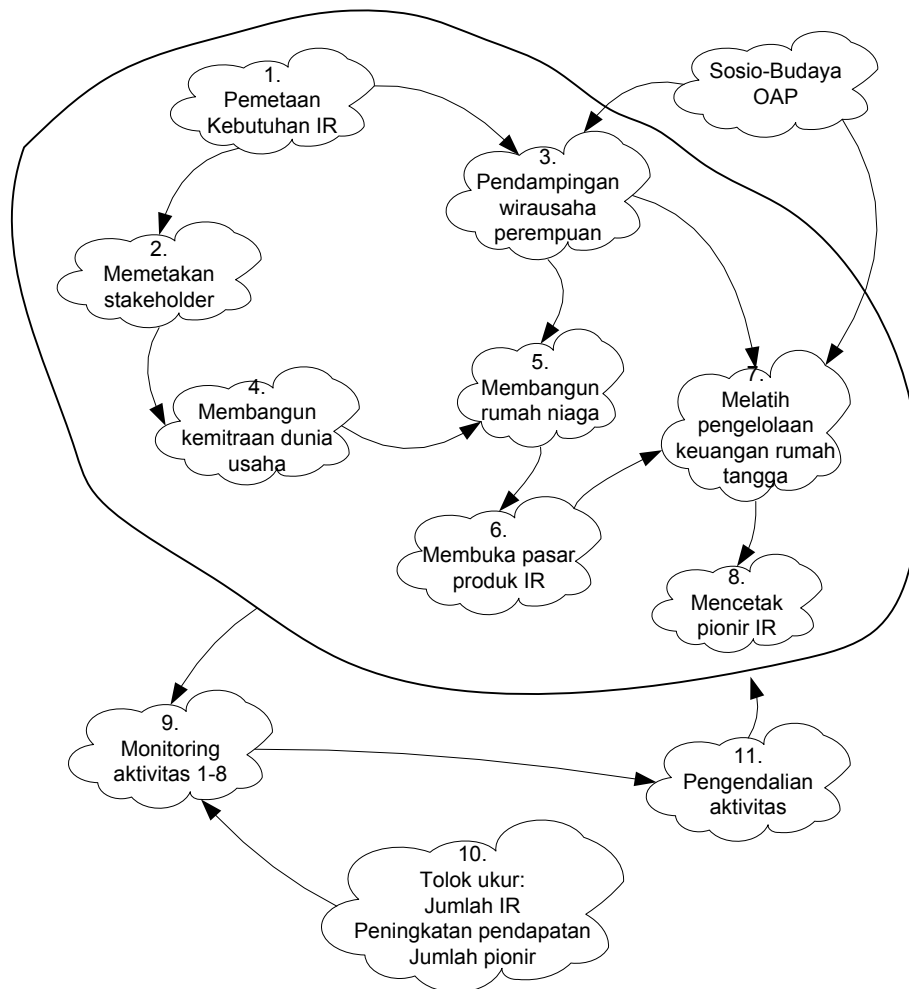 1.
Pemetaan
Kebutuhan IR
Sosio-Budaya
OAP
3.
Pendampingan
wirausaha
perempuan
2.
Memetakan
stakeholder
5.
Membangun
rumah niaga
4.
Membangun
kemitraan dunia
usaha
7.
Melatih
pengelolaan
keuangan rumah
tangga
6.
Membuka pasar
produk IR
8.
Mencetak
pionir IR
9.
Monitoring
aktivitas 1-8
11.
Pengendalian
aktivitas
10.
Tolok ukur:
Jumlah IR
Peningkatan pendapatan
Jumlah pionir